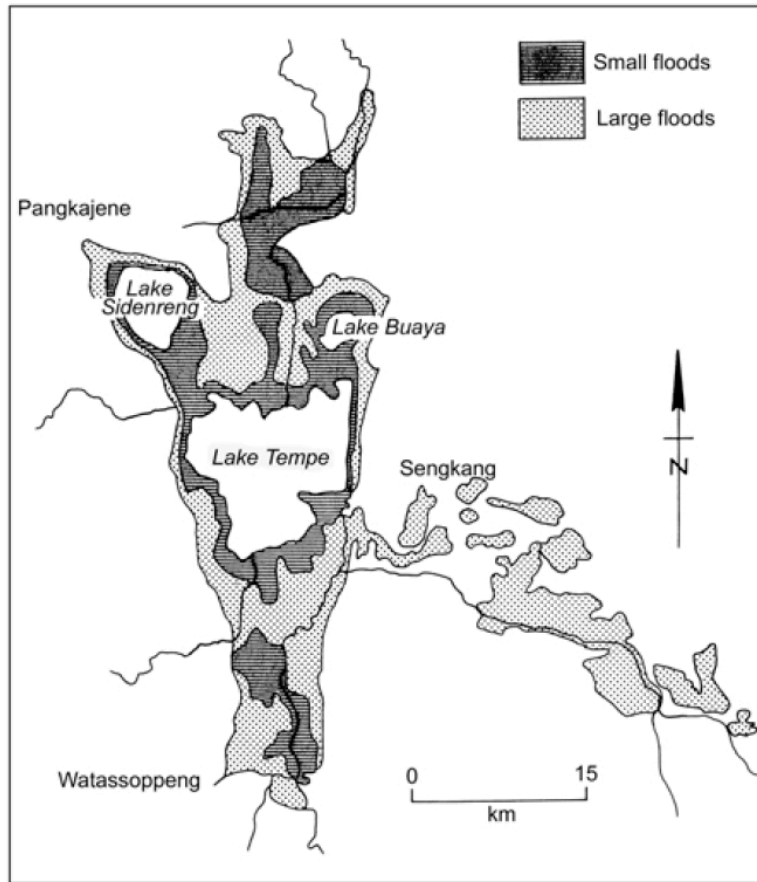 Small floods
Large floods
Pangkajene
Lake
Sidenreng
Lake Buaya
Lake Tempe
Sengkang
N
Watassoppeng
0 15
km